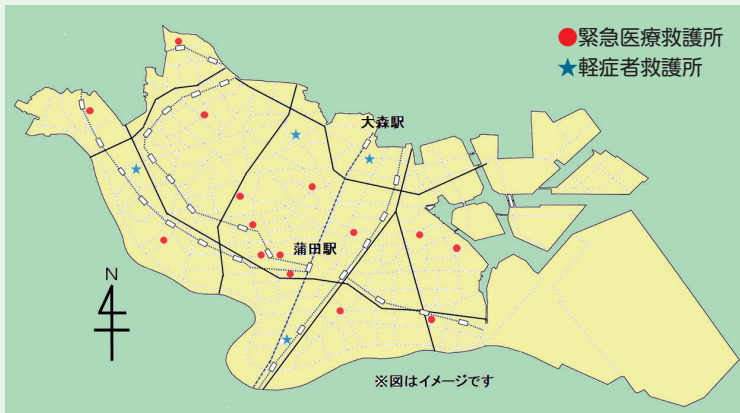 緊急医療救護所
軽症者救護所
大森駅
蒲田駅
N
※図はイメージです